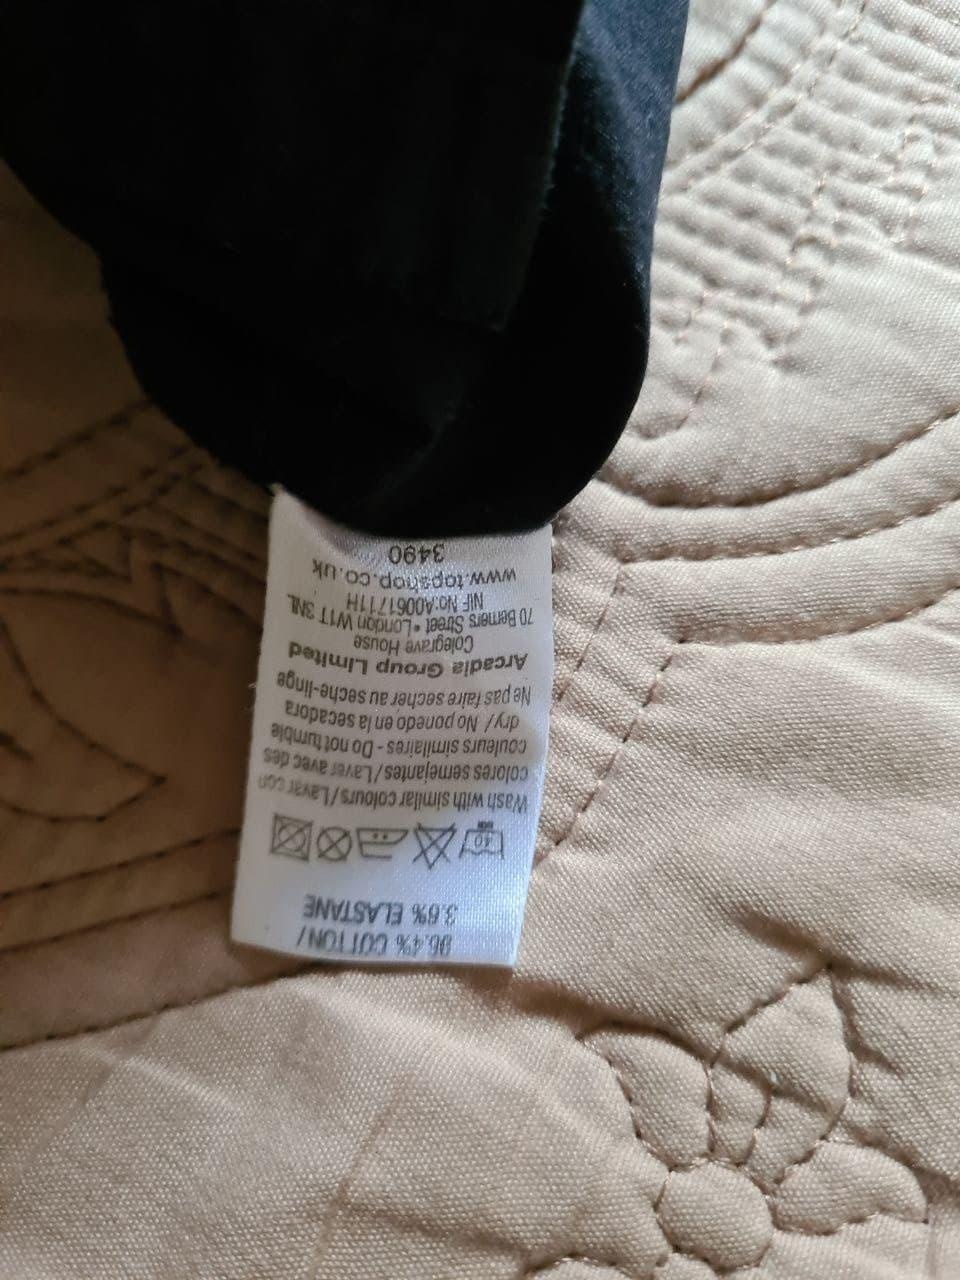 96.4% COTTON/
3.6% ELASTANE
40
Wash with similar colours/Lavar con
colores semejantes/Laver avec des
couleurs similaires - Do not tumble
dry/ No ponedo en la secadora
Ne pas faire secher au seche-linge
Arcadia Group Limited
Colegrave House
70 Berners Street • London W1T 3NL
NIF No:A0061711H
www.topshop.co.uk
3490